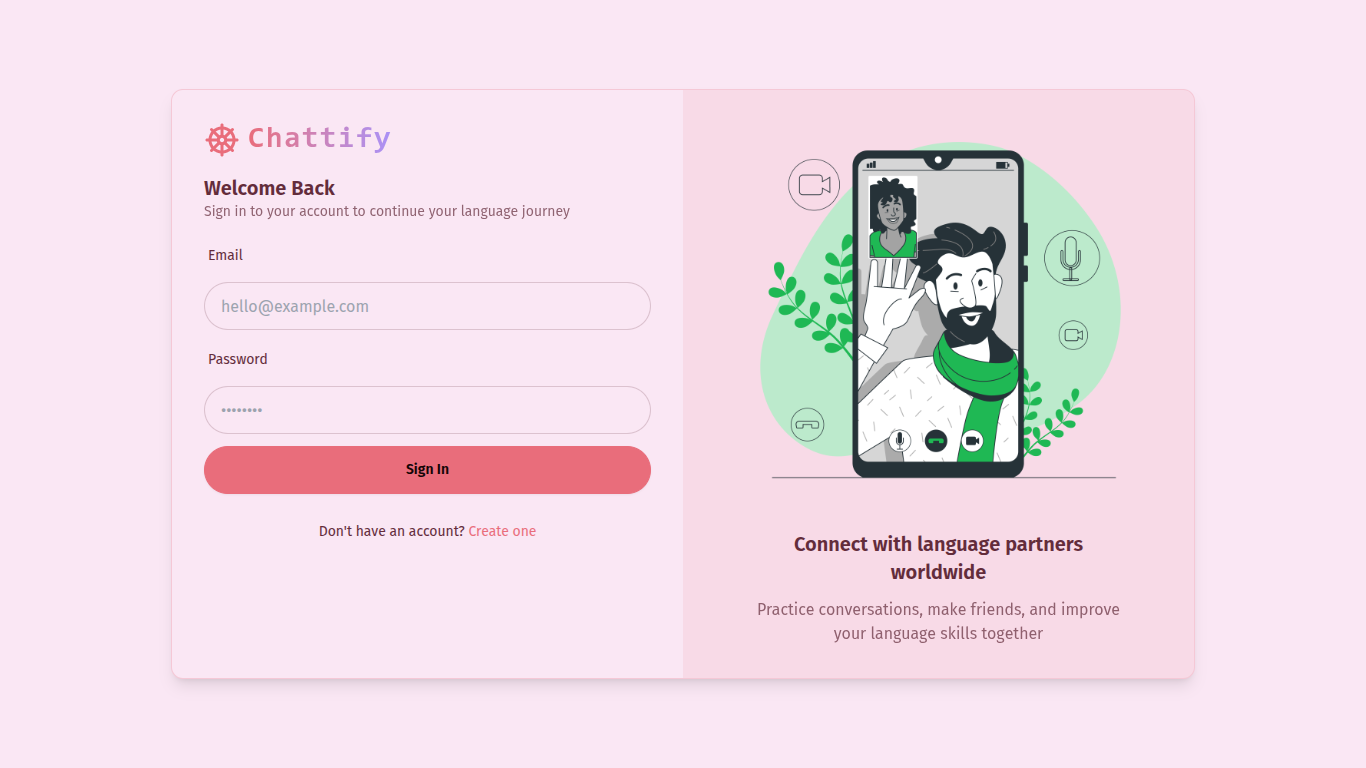 Chattify
Welcome Back
Sign in to your account to continue your language journey
Email
hello@example.com
Password
••••••••
Sign In
Don't have an account? Create one
Connect with language partners
worldwide
Practice conversations, make friends, and improve
your language skills together